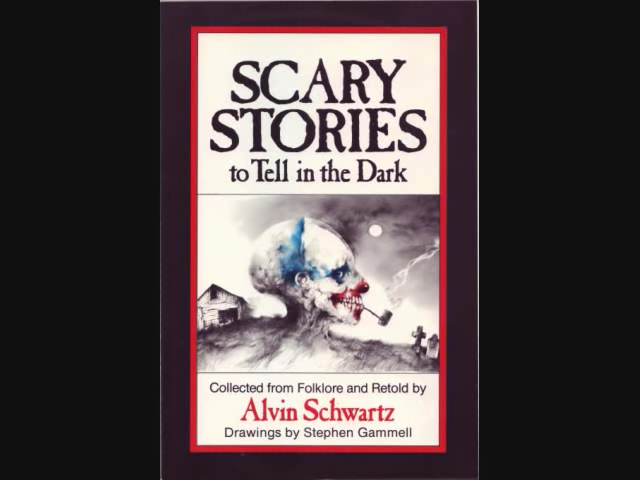 SCARY
STORIES
to Tell in the Dark
Collected from Folklore and Retold by
Alvin Schwartz
Drawings by Stephen Gammell